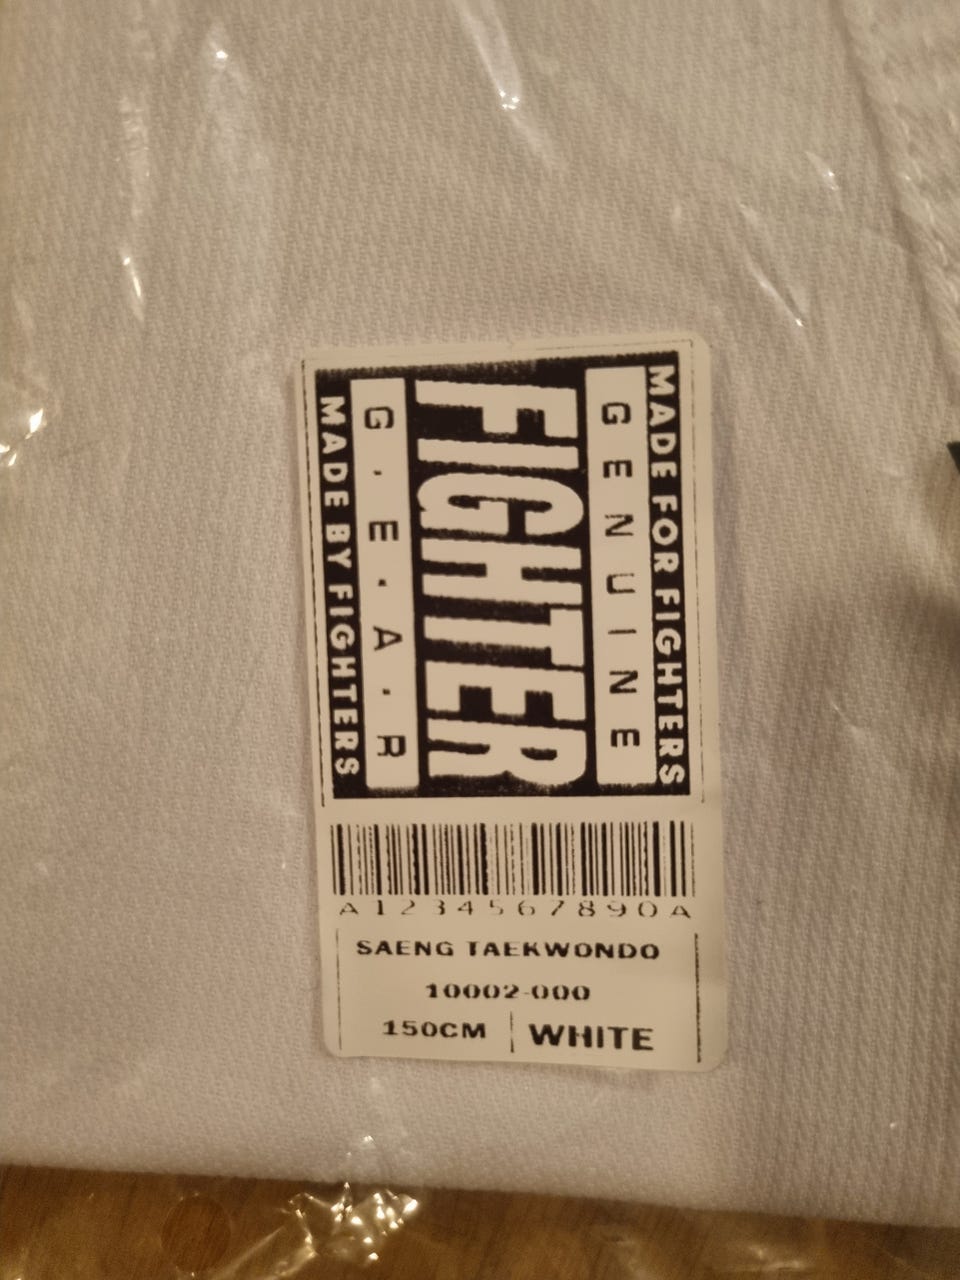 MADE FOR FIGHTERS
GENUINE
FIGHTER
G·E·A·R
MADE BY FIGHTERS
A1234567890A
SAENG TAEKWONDO
10002-000
150CM | WHITE